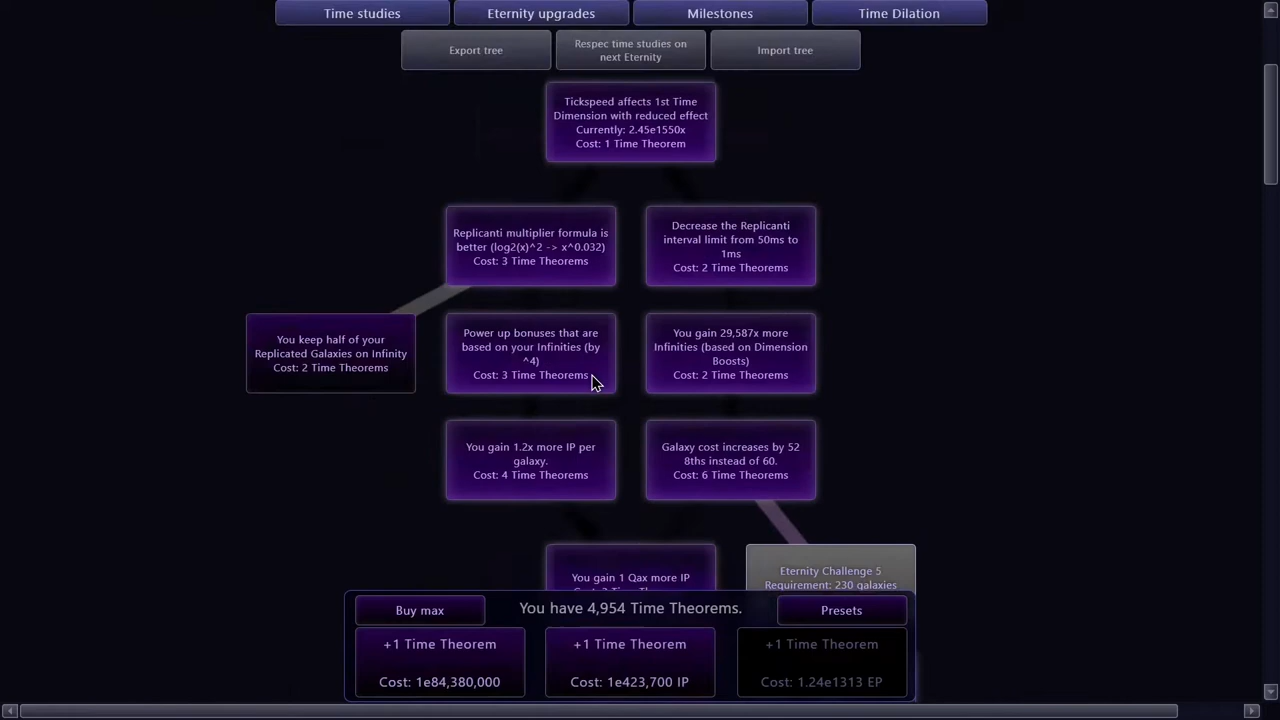 Time studies
Eternity upgrades
Milestones
Time Dilation
Export tree
Respec time studies on
next Eternity
Import tree
Tickspeed affects 1st Time
Dimension with reduced effect
Currently: 2.45e1550x
Cost: 1 Time Theorem
Replicanti multiplier formula is
better (log2(x)^2 -> x^0.032)
Cost: 3 Time Theorems
Decrease the Replicanti
interval limit from 50ms to
1ms
Cost: 2 Time Theorems
You keep half of your
Replicated Galaxies on Infinity
Cost: 2 Time Theorems
Power up bonuses that are
based on your Infinities (by
^4)
Cost: 3 Time Theorems
You gain 29,587x more
Infinities (based on Dimension
Boosts)
Cost: 2 Time Theorems
You gain 1.2x more IP per
galaxy.
Cost: 4 Time Theorems
Galaxy cost increases by 52
8ths instead of 60.
Cost: 6 Time Theorems
You gain 1 Qax more IP
Eternity Challenge 5
Requirement: 230 galaxies
Buy max
You have 4,954 Time Theorems.
Presets
+1 Time Theorem
Cost: 1e84,380,000
+1 Time Theorem
Cost: 1e423,700 IP
+1 Time Theorem
Cost: 1.24e1313 EP